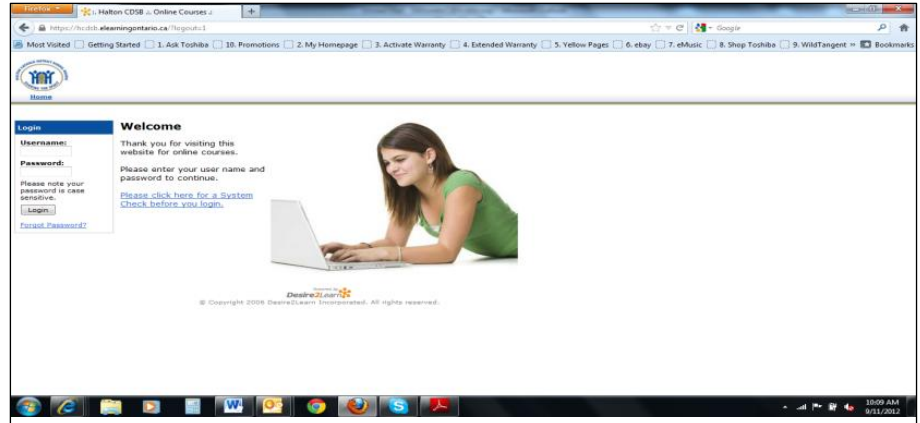 Firefox
Halton CDSB .:. Online Courses .:
+
https://hcdsb.elearningontario.ca/?logout=1
Google
Most Visited Getting Started 1. Ask Toshiba 10. Promotions 2. My Homepage 3. Activate Warranty 4. Extended Warranty 5. Yellow Pages 6. ebay 7. eMusic 8. Shop Toshiba 9. WildTangent » Bookmarks
Home
Login
Username:
Password:
Please note your
password is case
sensitive.
Login
Forgot Password?
Welcome
Thank you for visiting this
website for online courses.
Please enter your user name and
password to continue.
Please click here for a System
Check before you login.
Powered by
Desire2Learn
© Copyright 2006 Desire2Learn Incorporated. All rights reserved.
10:09 AM
9/11/2012